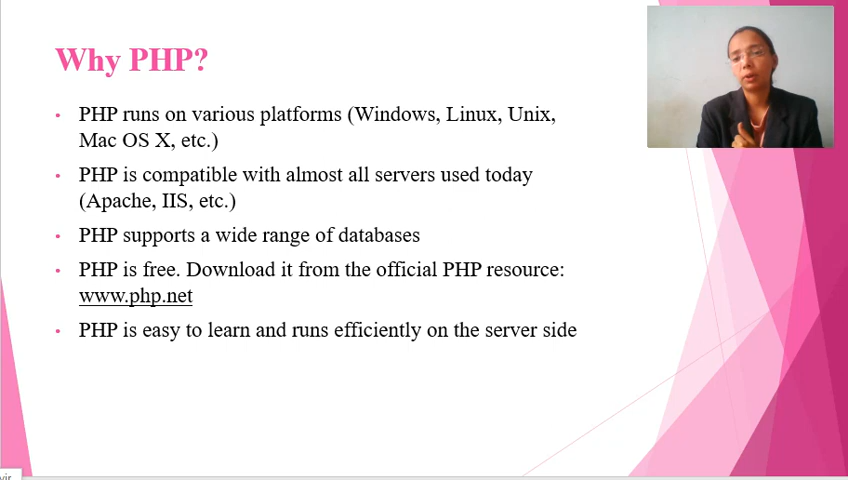 Why PHP?
• PHP runs on various platforms (Windows, Linux, Unix,
Mac OS X, etc.)
• PHP is compatible with almost all servers used today
(Apache, IIS, etc.)
• PHP supports a wide range of databases
• PHP is free. Download it from the official PHP resource:
www.php.net
• PHP is easy to learn and runs efficiently on the server side